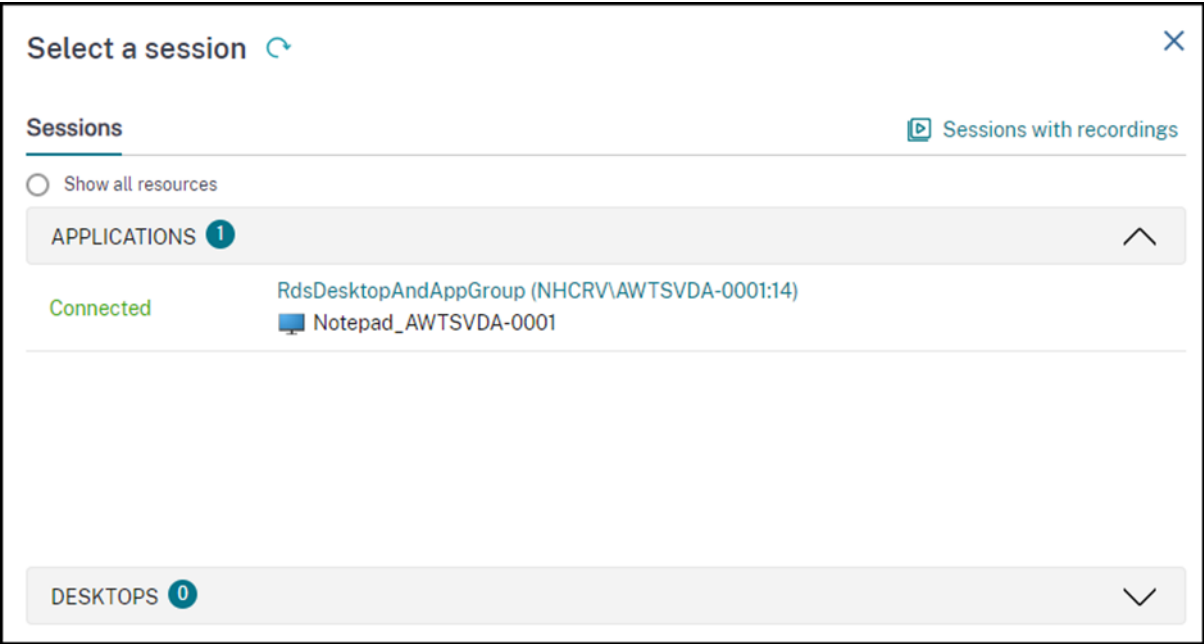 Select a session
Sessions
Sessions with recordings
Show all resources
APPLICATIONS 1
Connected
RdsDesktopAndAppGroup (NHCRV\AWTSVDA-0001:14)
Notepad_AWTSVDA-0001
DESKTOPS 0